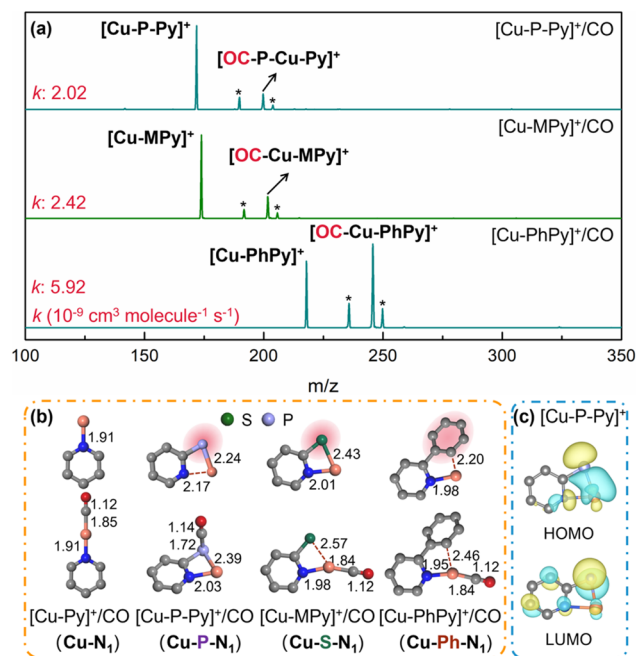 (a)
[Cu-P-Py]⁺
[Cu-P-Py]⁺/CO
[OC-P-Cu-Py]⁺
k: 2.02
* *
[Cu-MPy]⁺
[Cu-MPy]⁺/CO
[OC-Cu-MPy]⁺
k: 2.42
* *
[OC-Cu-PhPy]⁺
[Cu-PhPy]⁺/CO
[Cu-PhPy]⁺
k: 5.92
* *
k (10⁻⁹ cm³ molecule⁻¹ s⁻¹)
100 150 200 250 300 350
m/z
(b) S P
1.91
2.24
2.17
2.43
2.01
2.20
1.98
1.12
1.85
1.91
1.14
1.72
2.39
2.03
2.57
1.84
1.98
1.12
2.46
1.95
1.12
1.84
[Cu-Py]⁺/CO [Cu-P-Py]⁺/CO [Cu-MPy]⁺/CO [Cu-PhPy]⁺/CO
(Cu-N₁) (Cu-P-N₁) (Cu-S-N₁) (Cu-Ph-N₁)
(c) [Cu-P-Py]⁺
HOMO
LUMO